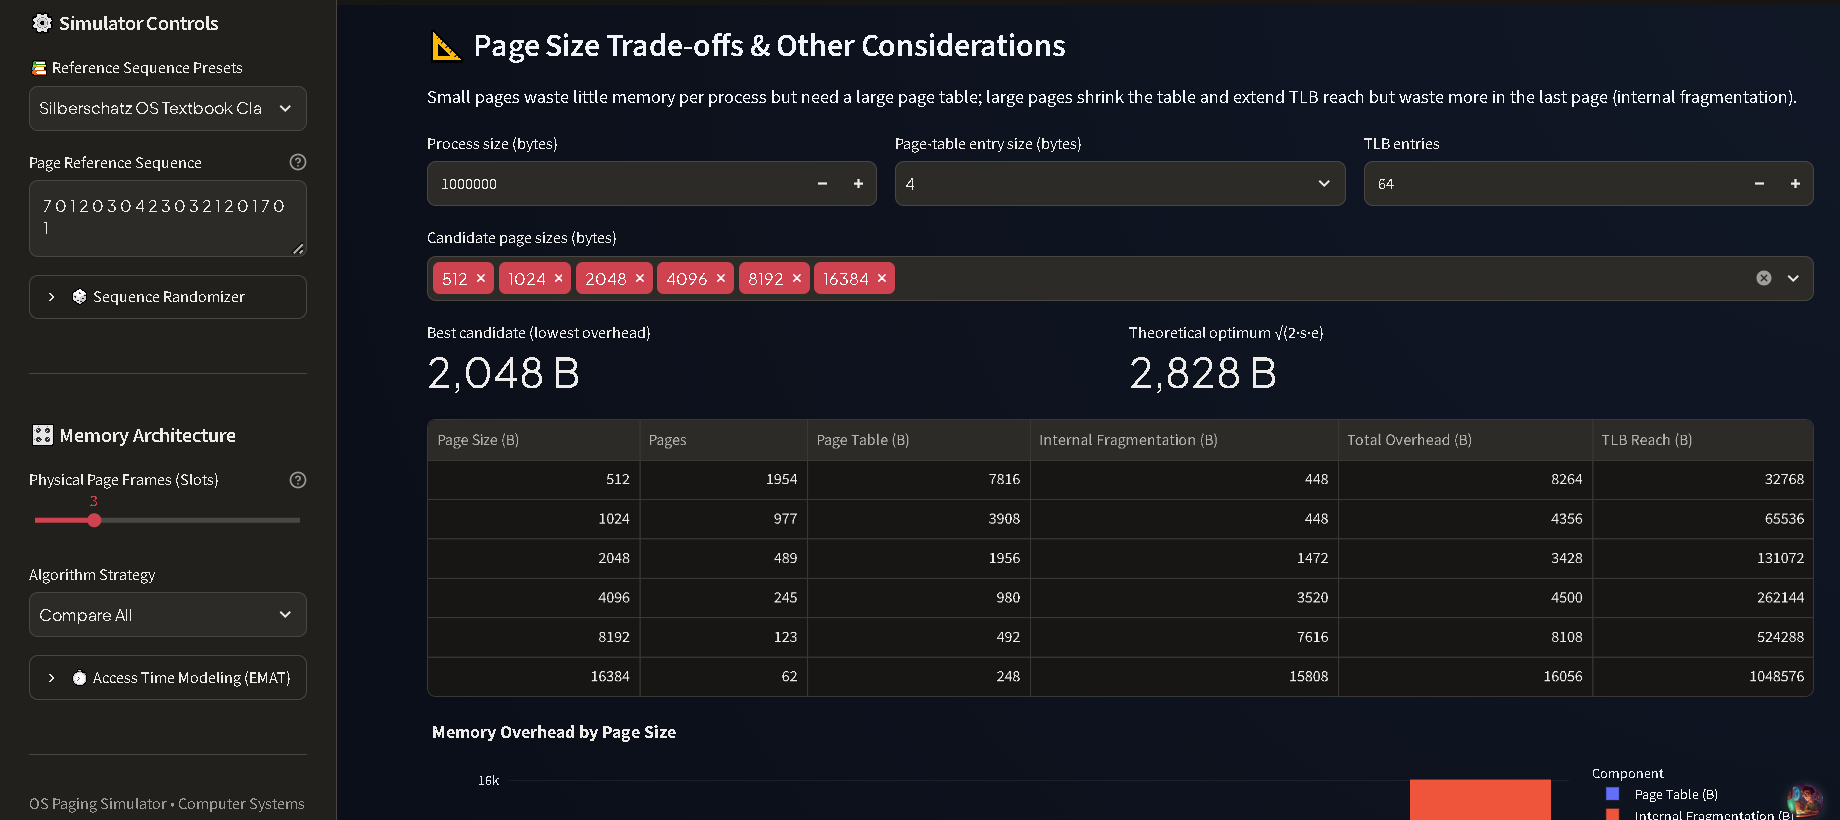 Simulator Controls
Reference Sequence Presets
Silberschatz OS Textbook Cla
Page Reference Sequence
7 0 1 2 0 3 0 4 2 3 0 3 2 1 2 0 1 7 0
1
Sequence Randomizer
Memory Architecture
Physical Page Frames (Slots)
3
Algorithm Strategy
Compare All
Access Time Modeling (EMAT)
OS Paging Simulator • Computer Systems
Page Size Trade-offs & Other Considerations
Small pages waste little memory per process but need a large page table; large pages shrink the table and extend TLB reach but waste more in the last page (internal fragmentation).
Process size (bytes) Page-table entry size (bytes) TLB entries
1000000 4 64
Candidate page sizes (bytes)
512 1024 2048 4096 8192 16384
Best candidate (lowest overhead) Theoretical optimum √(2·s·e)
2,048 B 2,828 B
Page Size (B) Pages Page Table (B) Internal Fragmentation (B) Total Overhead (B) TLB Reach (B)
512 1954 7816 448 8264 32768
1024 977 3908 448 4356 65536
2048 489 1956 1472 3428 131072
4096 245 980 3520 4500 262144
8192 123 492 7616 8108 524288
16384 62 248 15808 16056 1048576
Memory Overhead by Page Size
16k
Component
Page Table (B)
Internal Fragmentation (B)